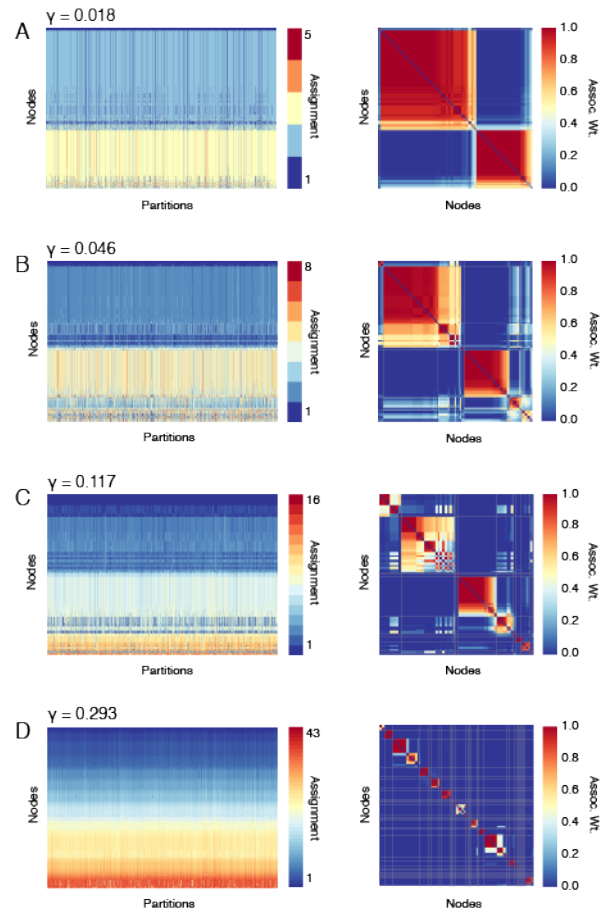 A
γ = 0.018
Nodes
Partitions
5
1
Assignment
Nodes
1.0
0.8
0.6
0.4
0.2
0.0
Assoc. Wt.
B
γ = 0.046
Nodes
Partitions
8
1
Assignment
Nodes
1.0
0.8
0.6
0.4
0.2
0.0
Assoc. Wt.
C
γ = 0.117
Nodes
Partitions
16
1
Assignment
Nodes
1.0
0.8
0.6
0.4
0.2
0.0
Assoc. Wt.
D
γ = 0.293
Nodes
Partitions
43
1
Assignment
Nodes
1.0
0.8
0.6
0.4
0.2
0.0
Assoc. Wt.